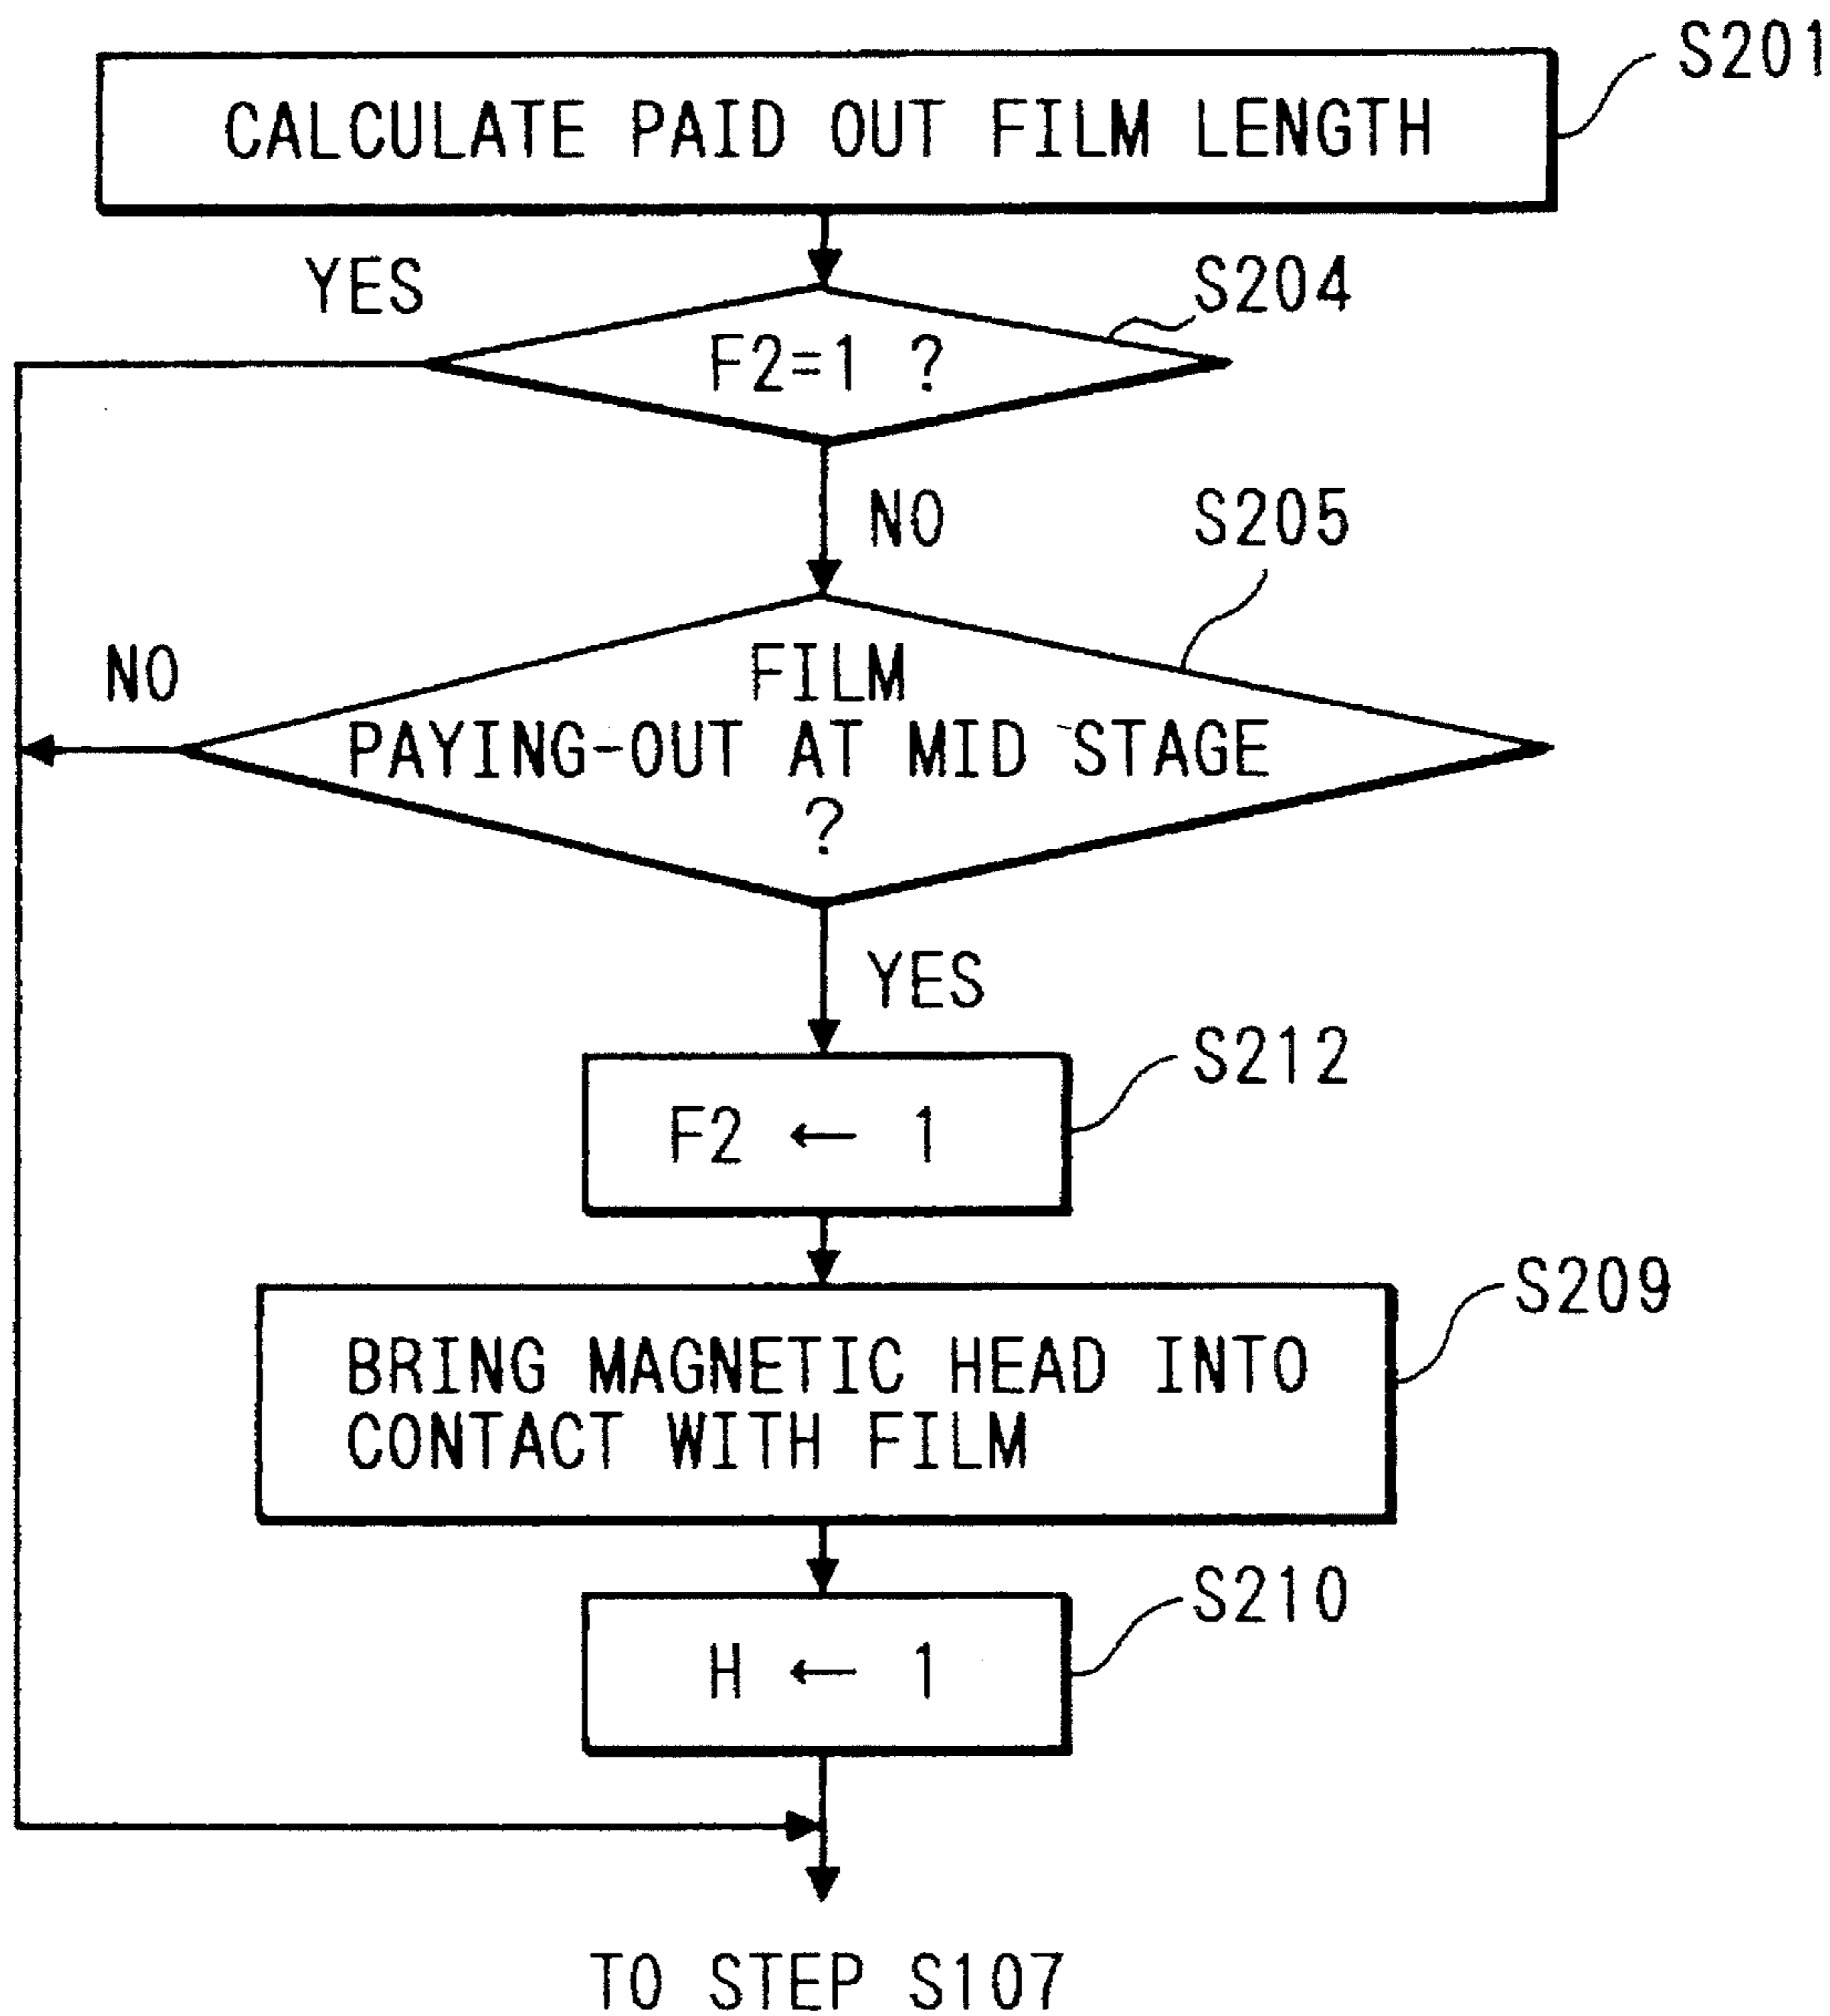 S201
CALCULATE PAID OUT FILM LENGTH
YES
S204
F2=1 ?
NO
S205
NO
FILM
PAYING-OUT AT MID STAGE
?
YES
S212
F2 ← 1
S209
BRING MAGNETIC HEAD INTO
CONTACT WITH FILM
S210
H ← 1
TO STEP S107